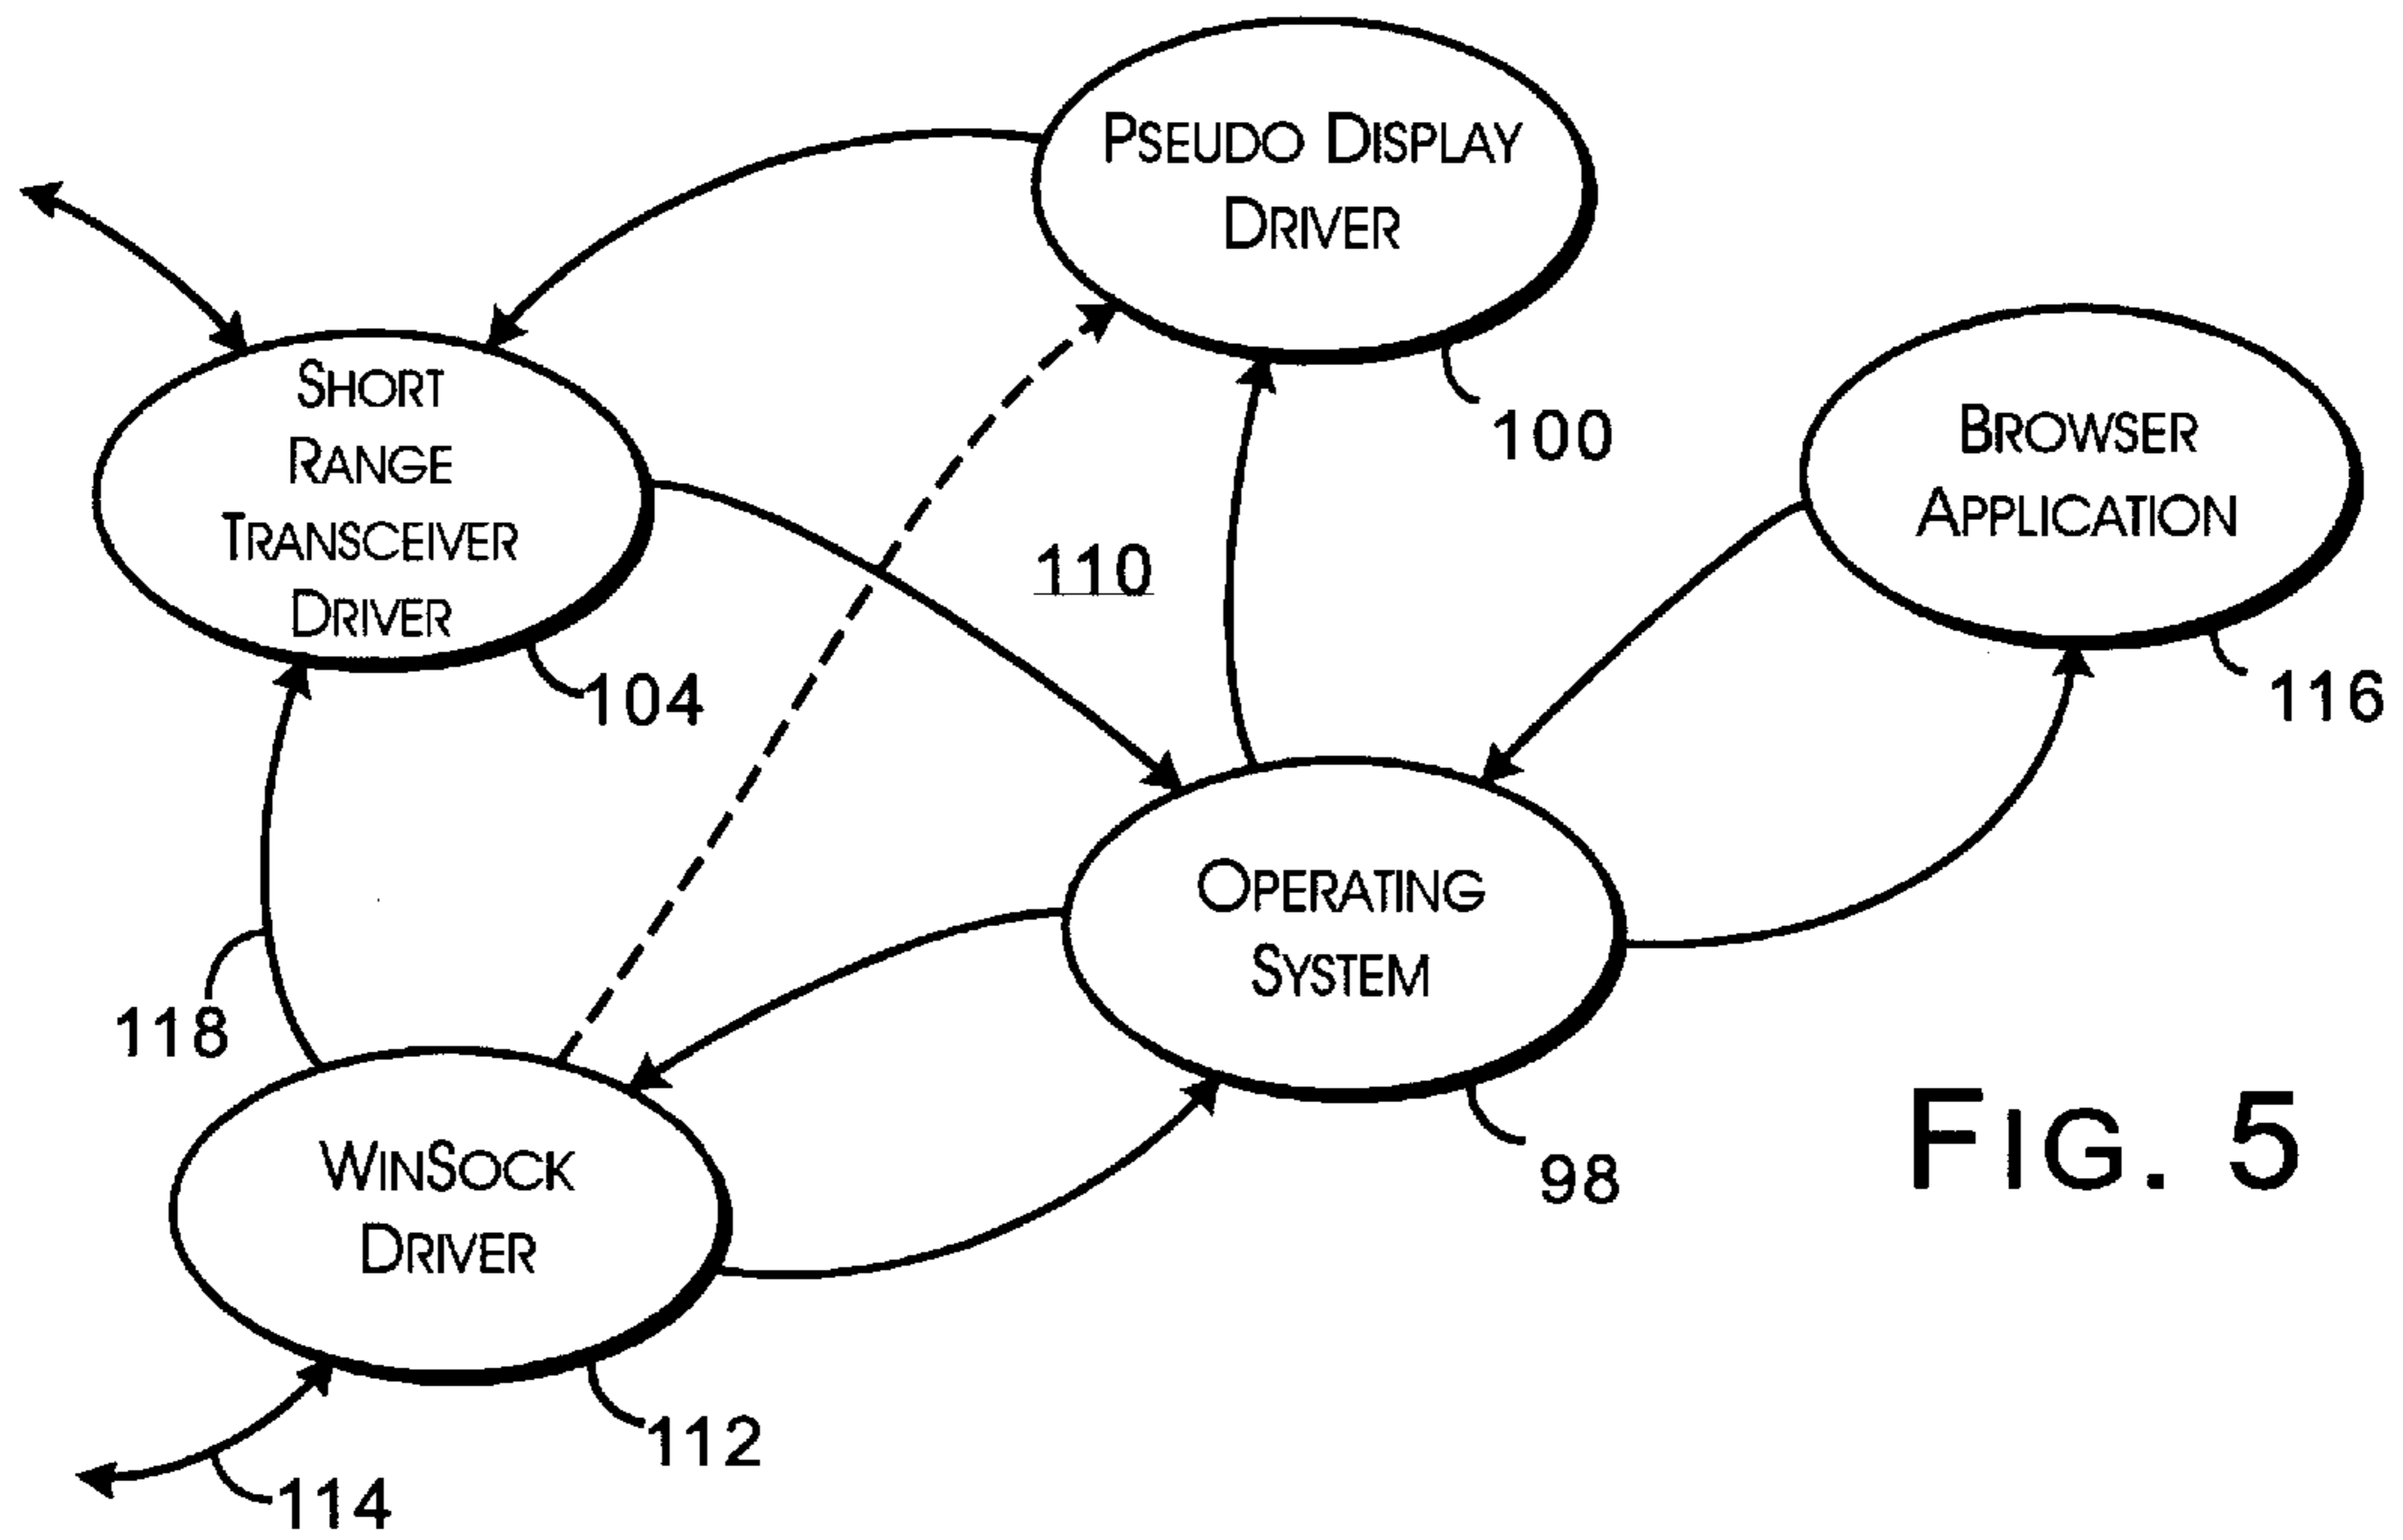 PSEUDO DISPLAY
DRIVER
100
SHORT
RANGE
TRANSCEIVER
DRIVER
104
110
BROWSER
APPLICATION
116
OPERATING
SYSTEM
98
118
WINSOCK
DRIVER
112
114
FIG. 5